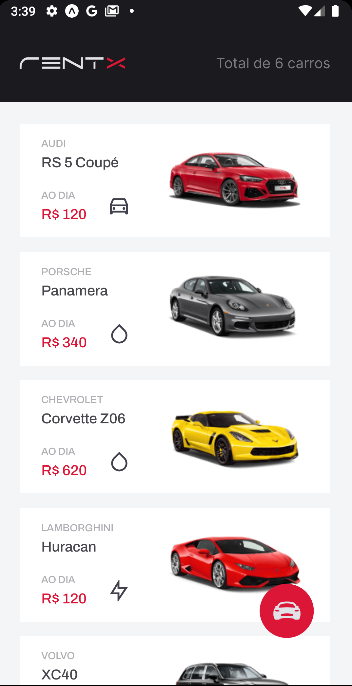 3:39
RENTX
Total de 6 carros
AUDI
RS 5 Coupé
AO DIA
R$ 120
PORSCHE
Panamera
AO DIA
R$ 340
CHEVROLET
Corvette Z06
AO DIA
R$ 620
LAMBORGHINI
Huracan
AO DIA
R$ 120
VOLVO
XC40